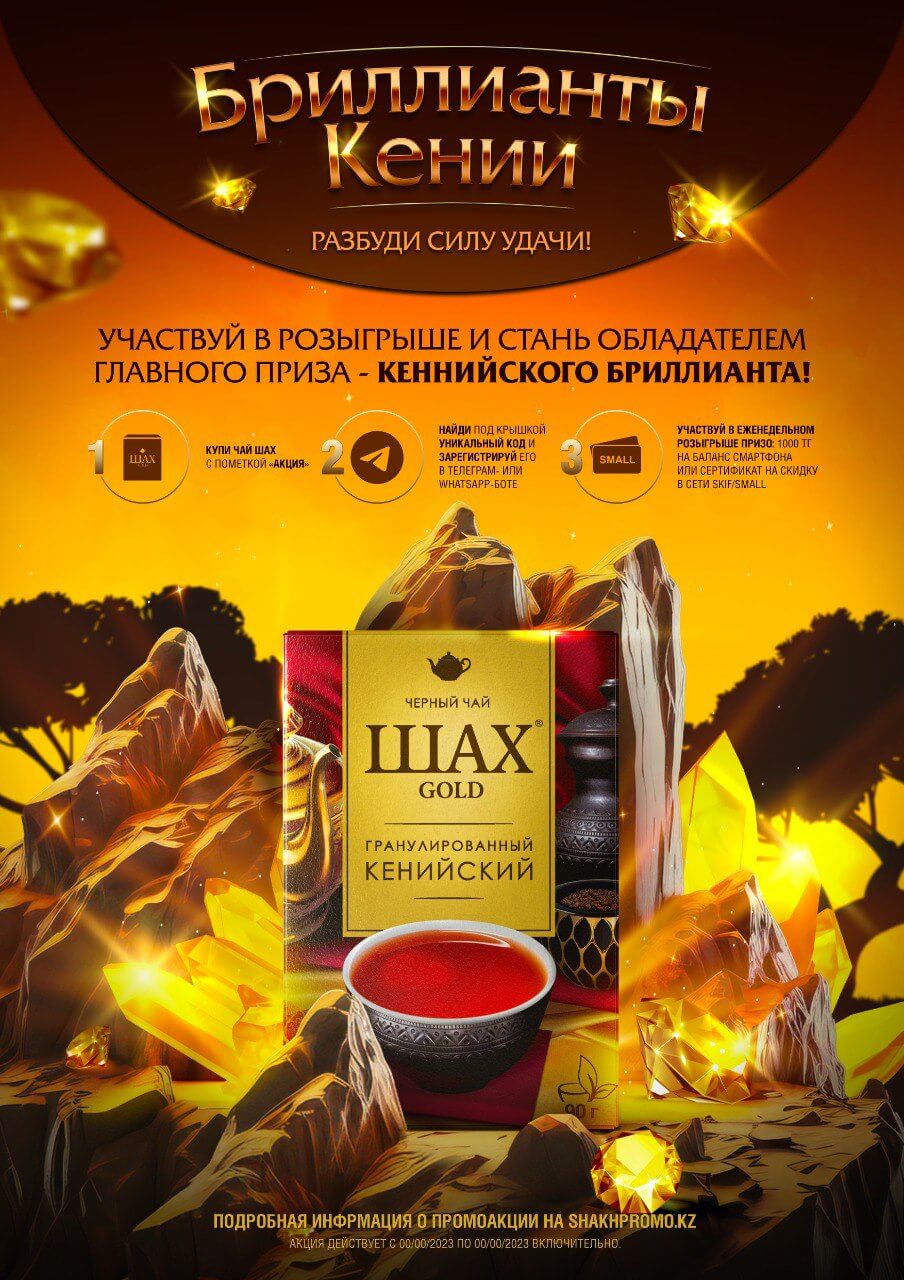 Бриллианты
Кении
РАЗБУДИ СИЛУ УДАЧИ!
УЧАСТВУЙ В РОЗЫГРЫШЕ И СТАНЬ ОБЛАДАТЕЛЕМ
ГЛАВНОГО ПРИЗА - КЕННИЙСКОГО БРИЛЛИАНТА!
1
ШАХ
GOLD
КУПИ ЧАЙ ШАХ
С ПОМЕТКОЙ «АКЦИЯ»
2
НАЙДИ ПОД КРЫШКОЙ
УНИКАЛЬНЫЙ КОД И
ЗАРЕГИСТРИРУЙ ЕГО
В ТЕЛЕГРАМ- ИЛИ
WHATSAPP-БОТЕ
3
SMALL
УЧАСТВУЙ В ЕЖЕНЕДЕЛЬНОМ
РОЗЫГРЫШЕ ПРИЗО: 1000 ТГ
НА БАЛАНС СМАРТФОНА
ИЛИ СЕРТИФИКАТ НА СКИДКУ
В СЕТИ SKIF/SMALL
ЧЕРНЫЙ ЧАЙ
ШАХ®
GOLD
ГРАНУЛИРОВАННЫЙ
КЕНИЙСКИЙ
90 г
ПОДРОБНАЯ ИНФРМАЦИЯ О ПРОМОАКЦИИ НА SHAKHPROMO.KZ
АКЦИЯ ДЕЙСТВУЕТ С 00/00/2023 ПО 00/00/2023 ВКЛЮЧИТЕЛЬНО.